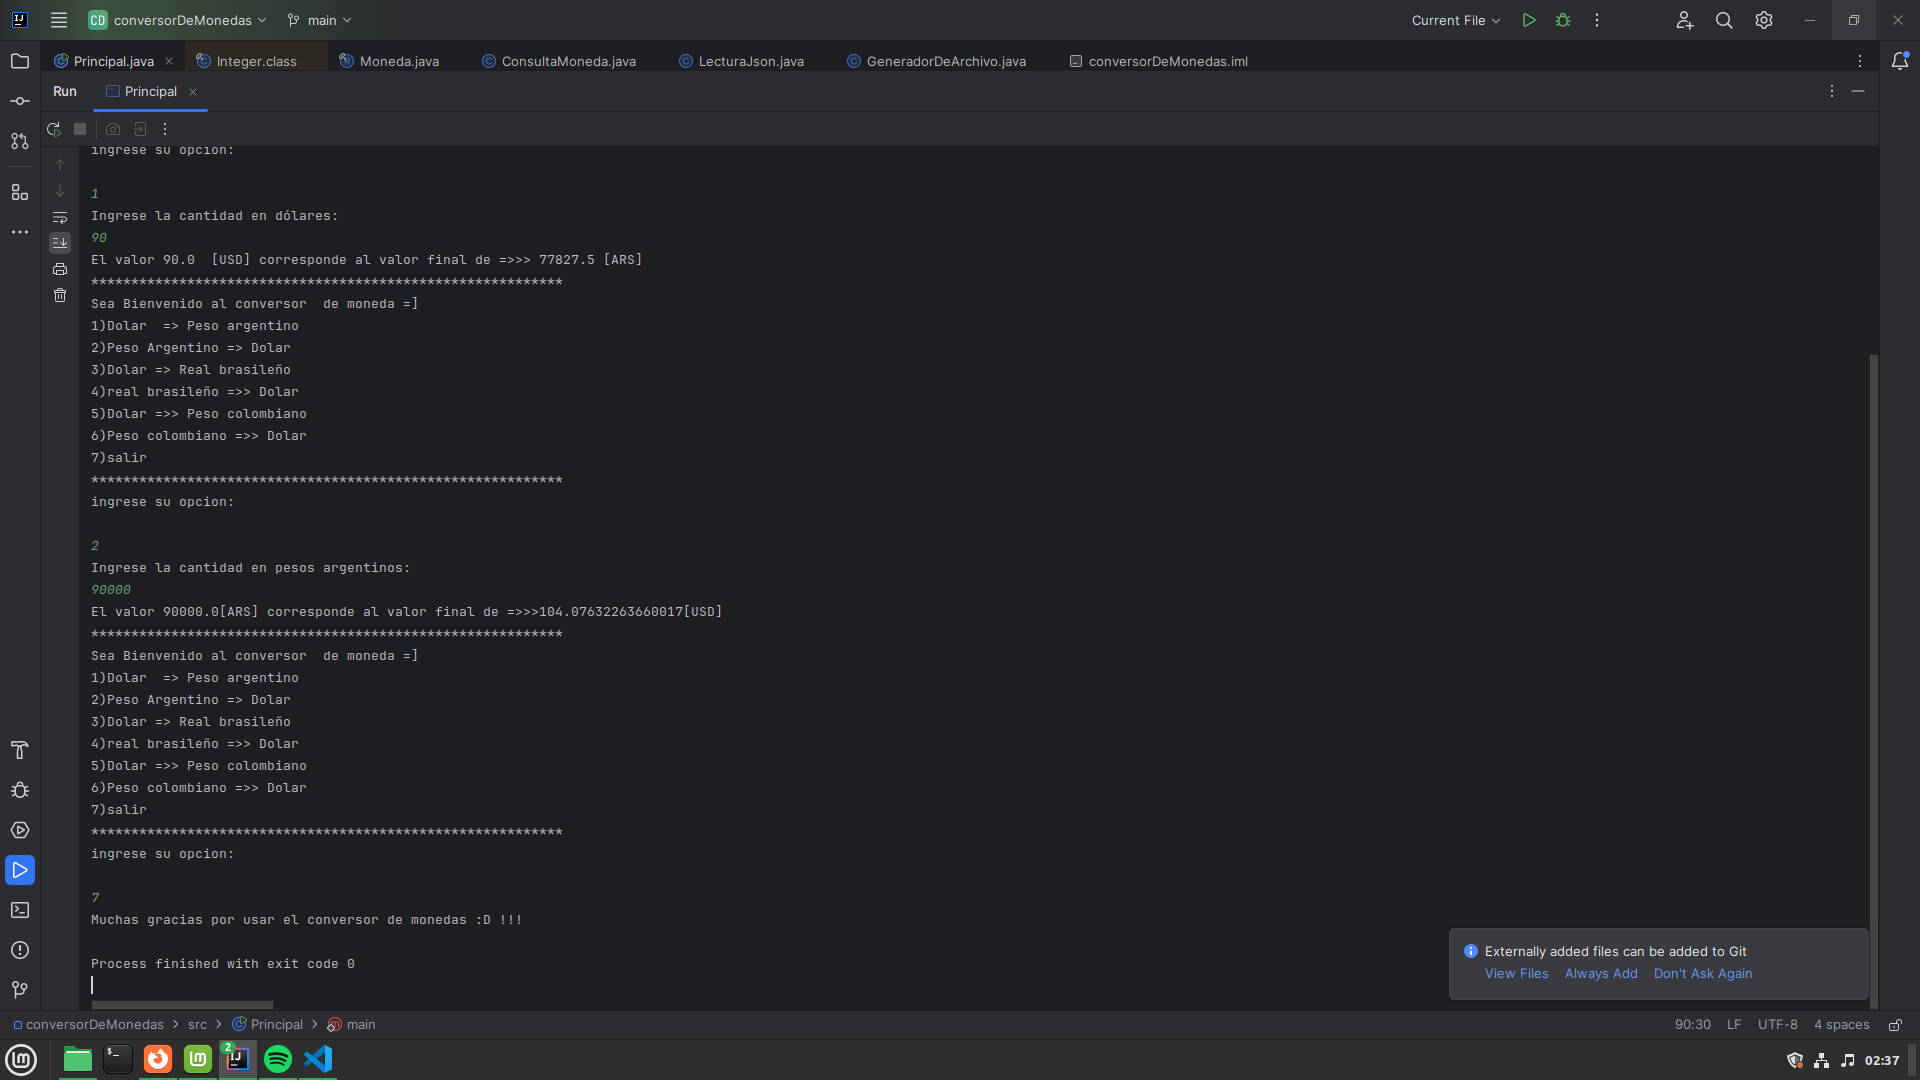 CD conversorDeMonedas main Current File
Principal.java Integer.class Moneda.java ConsultaMoneda.java LecturaJson.java GeneradorDeArchivo.java conversorDeMonedas.iml
Run Principal
ingrese su opcion:
1
Ingrese la cantidad en dólares:
90
El valor 90.0  [USD] corresponde al valor final de =>>> 77827.5 [ARS]
***********************************************************
Sea Bienvenido al conversor  de moneda =]
1)Dolar  => Peso argentino
2)Peso Argentino => Dolar
3)Dolar => Real brasileño
4)real brasileño =>> Dolar
5)Dolar =>> Peso colombiano
6)Peso colombiano =>> Dolar
7)salir
***********************************************************
ingrese su opcion:
2
Ingrese la cantidad en pesos argentinos:
90000
El valor 90000.0[ARS] corresponde al valor final de =>>>104.07632263660017[USD]
***********************************************************
Sea Bienvenido al conversor  de moneda =]
1)Dolar  => Peso argentino
2)Peso Argentino => Dolar
3)Dolar => Real brasileño
4)real brasileño =>> Dolar
5)Dolar =>> Peso colombiano
6)Peso colombiano =>> Dolar
7)salir
***********************************************************
ingrese su opcion:
7
Muchas gracias por usar el conversor de monedas :D !!!
Process finished with exit code 0
Externally added files can be added to Git
View Files Always Add Don't Ask Again
conversorDeMonedas > src > Principal > main 90:30 LF UTF-8 4 spaces
2
02:37